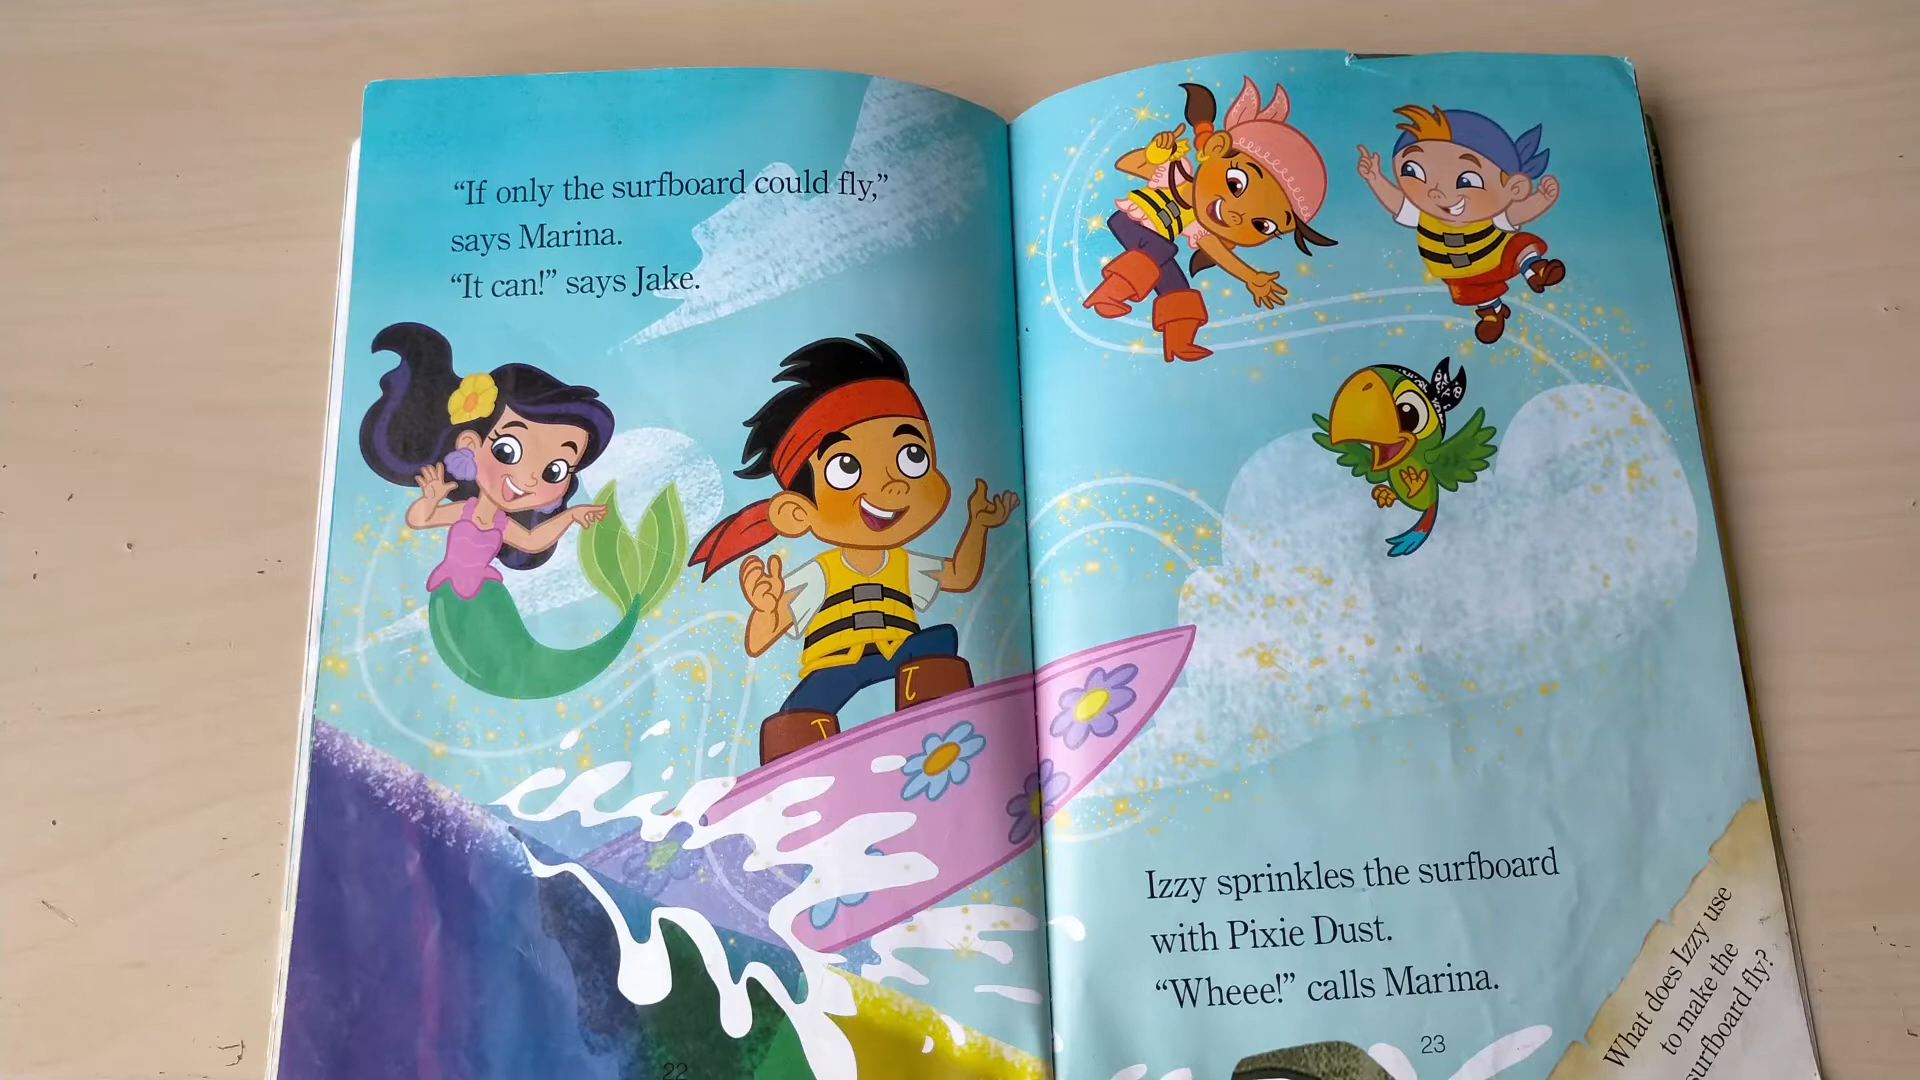 “If only the surfboard could fly,”
says Marina.
“It can!” says Jake.
22
Izzy sprinkles the surfboard
with Pixie Dust.
“Wheee!” calls Marina.
23
What does Izzy use
to make the
surfboard fly?